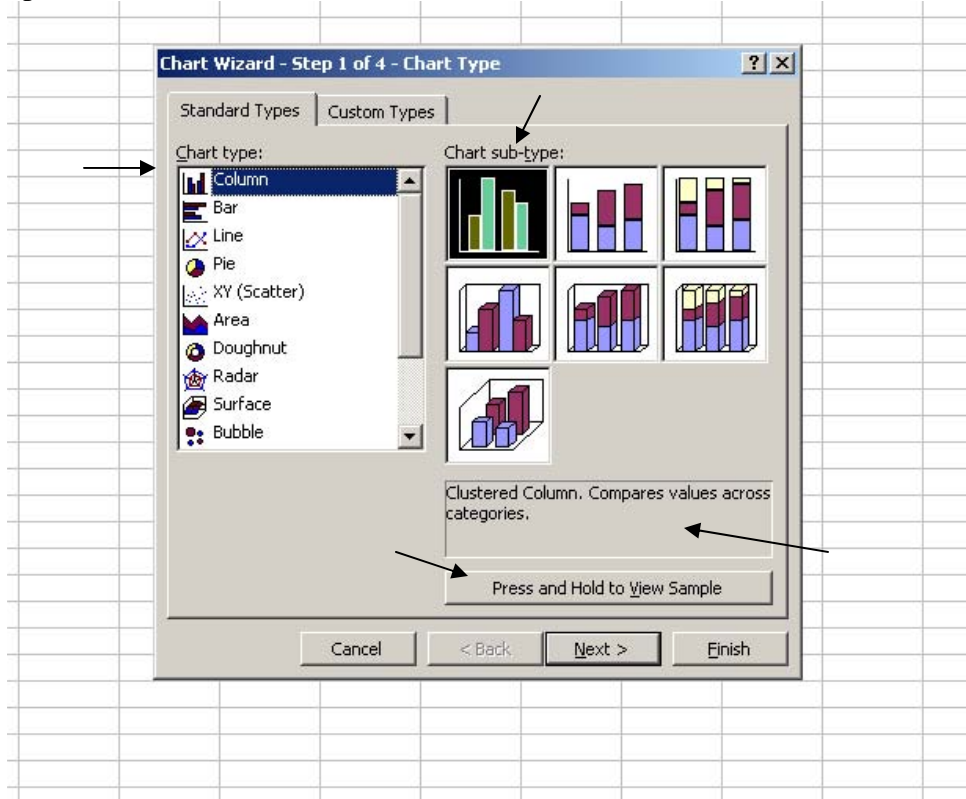 Chart Wizard - Step 1 of 4 - Chart Type
Standard Types
Custom Types
Chart type:
Chart sub-type:
Column
Bar
Line
Pie
XY (Scatter)
Area
Doughnut
Radar
Surface
Bubble
Clustered Column. Compares values across
categories.
Press and Hold to View Sample
Cancel
< Back
Next >
Finish